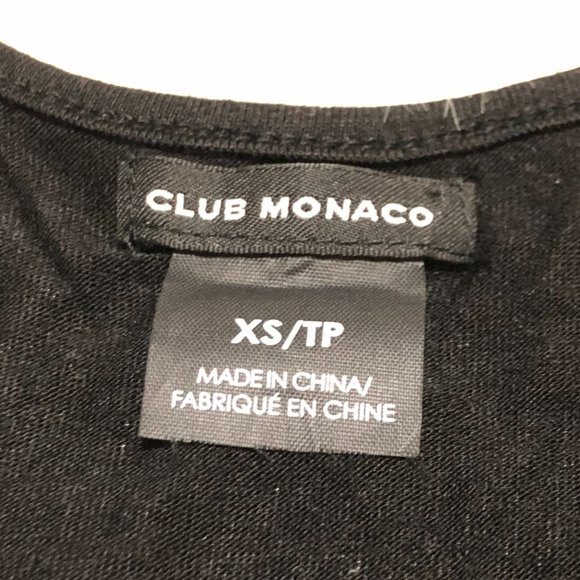 CLUB MONACO
XS/TP
MADE IN CHINA/
FABRIQUÉ EN CHINE